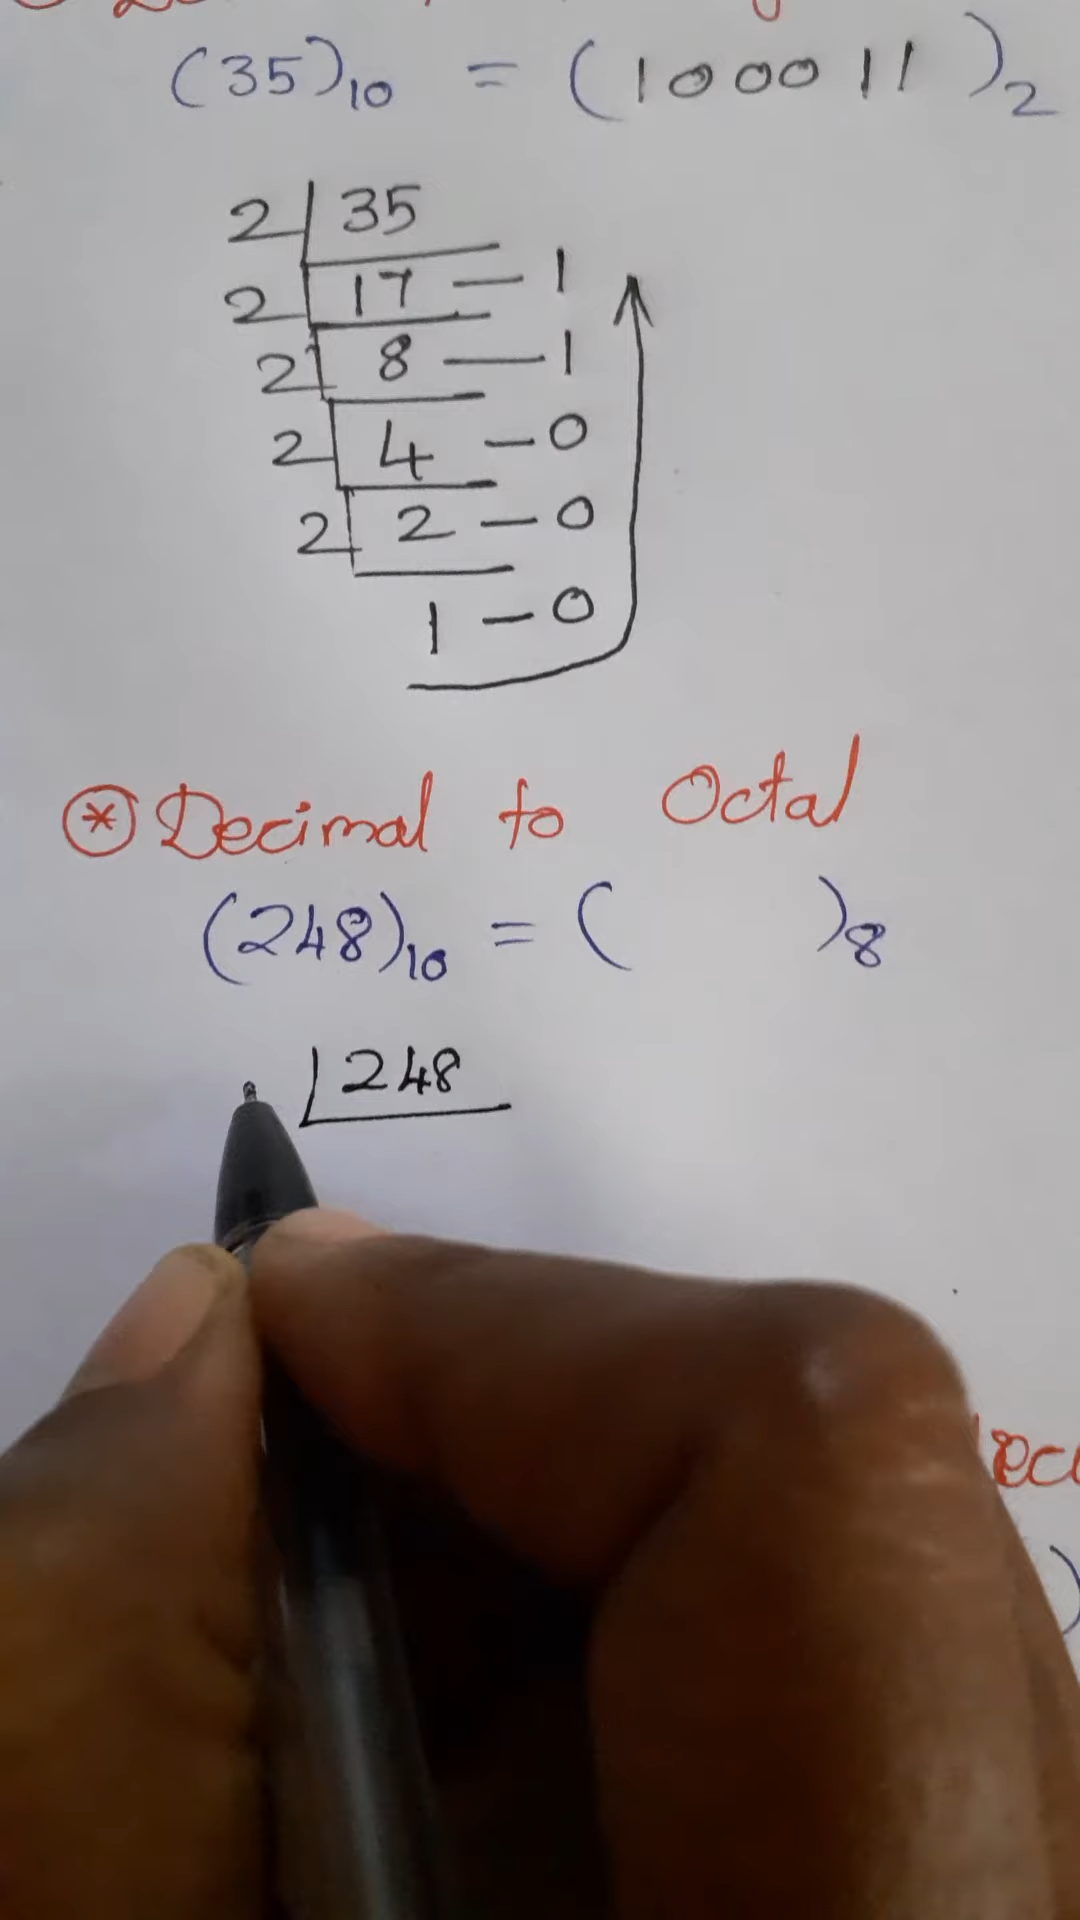 (35)10 = (100011)2
2 35
2 17 — 1
2 8 — 1
2 4 — 0
2 2 — 0
1 — 0
* Decimal to Octal
(248)10 = (     )8
248
)